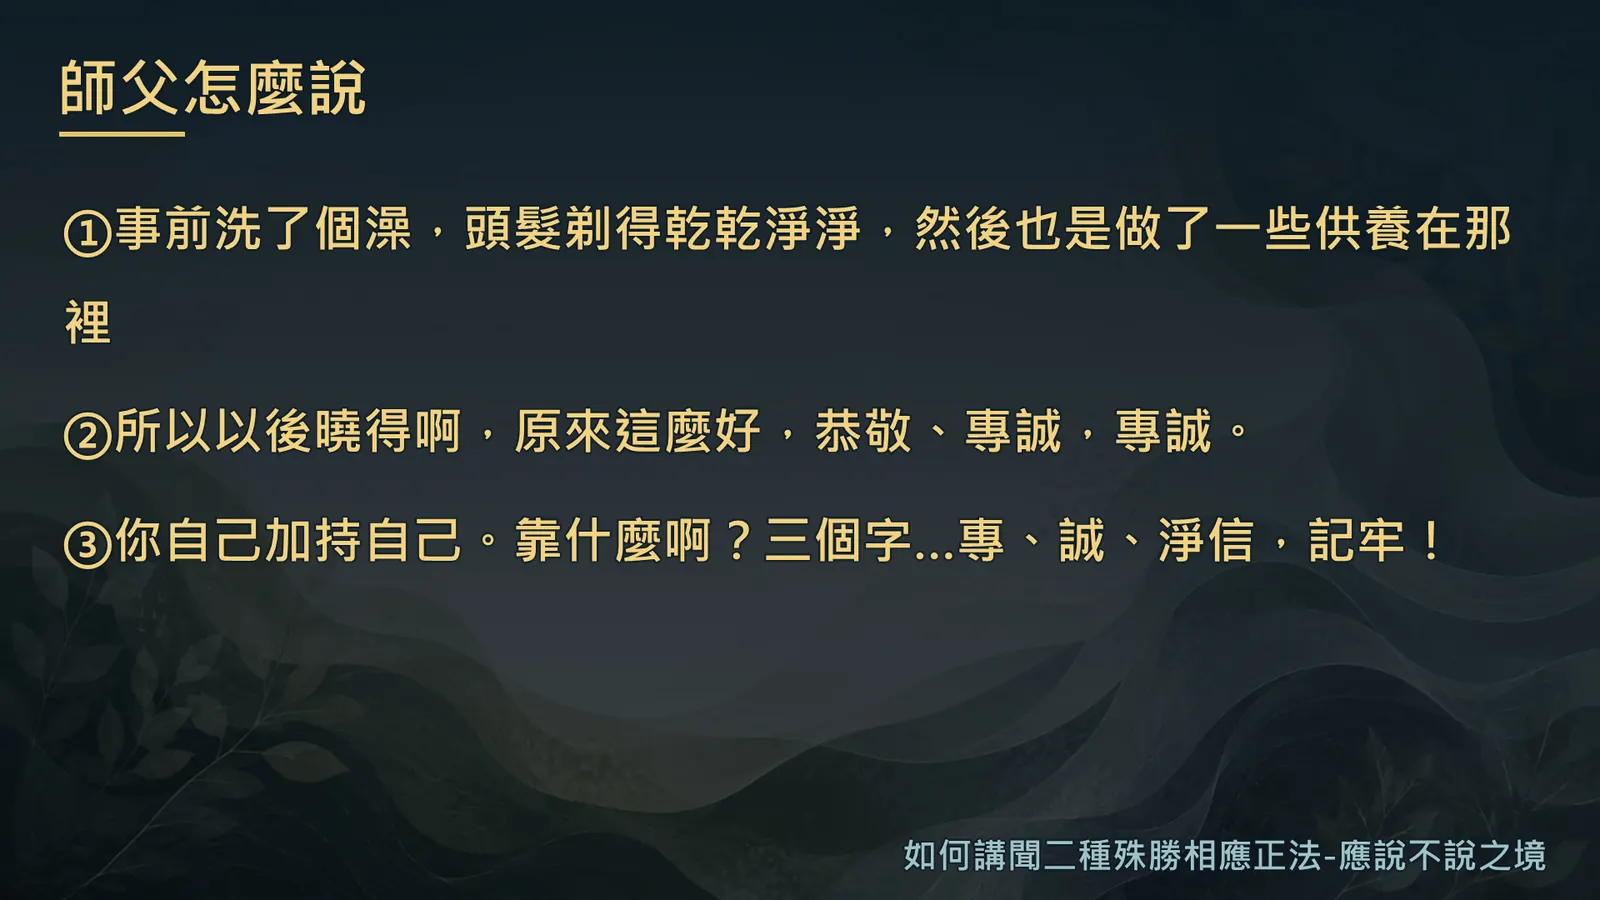 師父怎麼說
①事前洗了個澡，頭髮剃得乾乾淨淨，然後也是做了一些供養在那
裡
②所以以後曉得啊，原來這麼好，恭敬、專誠，專誠。
③你自己加持自己。靠什麼啊？三個字…專、誠、淨信，記牢！
如何講聞二種殊勝相應正法-應說不說之境